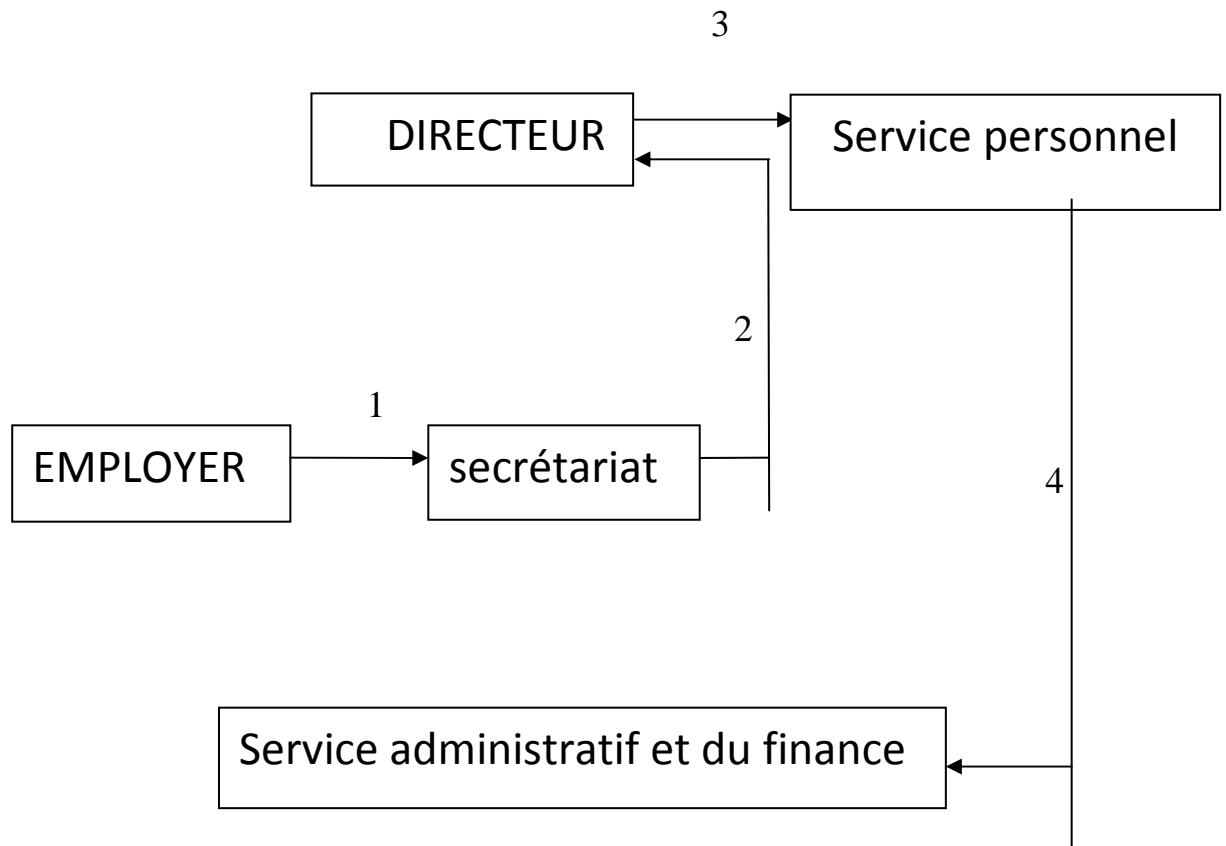 3
DIRECTEUR
Service personnel
2
1
EMPLOYER
secrétariat
4
Service administratif et du finance